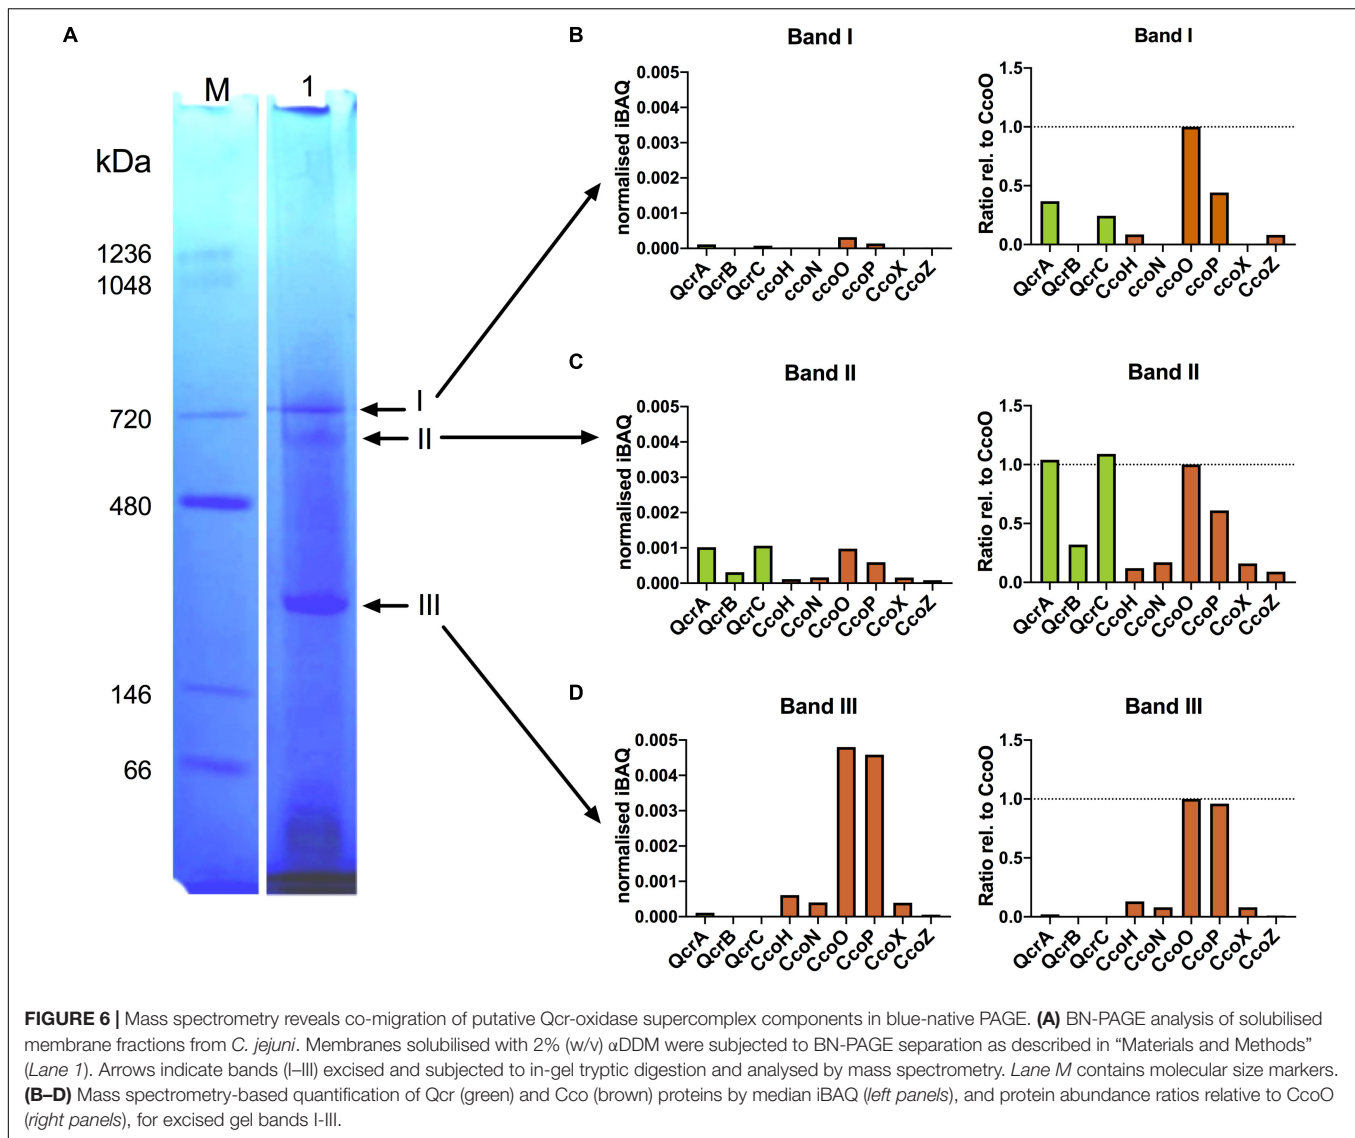 A
M
1
kDa
1236
1048
720
480
146
66
I
II
III
B
Band I
normalised iBAQ
0.005
0.004
0.003
0.002
0.001
0.000
QcrA
QcrB
QcrC
ccoH
ccoN
ccoO
ccoP
CcoX
CcoZ
Band I
Ratio rel. to CcoO
1.5
1.0
0.5
0.0
QcrA
QcrB
QcrC
CcoH
ccoN
ccoO
ccoP
ccoX
CcoZ
C
Band II
normalised iBAQ
0.005
0.004
0.003
0.002
0.001
0.000
QcrA
QcrB
QcrC
CcoH
CcoN
CcoO
CcoP
CcoX
CcoZ
Band II
Ratio rel. to CcoO
1.5
1.0
0.5
0.0
QcrA
QcrB
QcrC
CcoH
CcoN
CcoO
CcoP
CcoX
CcoZ
D
Band III
normalised iBAQ
0.005
0.004
0.003
0.002
0.001
0.000
QcrA
QcrB
QcrC
CcoH
CcoN
CcoO
CcoP
CcoX
CcoZ
Band III
Ratio rel. to CcoO
1.5
1.0
0.5
0.0
QcrA
QcrB
QcrC
CcoH
CcoN
CcoO
CcoP
CcoX
CcoZ
FIGURE 6 | Mass spectrometry reveals co-migration of putative Qcr-oxidase supercomplex components in blue-native PAGE. (A) BN-PAGE analysis of solubilised
membrane fractions from C. jejuni. Membranes solubilised with 2% (w/v) αDDM were subjected to BN-PAGE separation as described in “Materials and Methods”
(Lane 1). Arrows indicate bands (I–III) excised and subjected to in-gel tryptic digestion and analysed by mass spectrometry. Lane M contains molecular size markers.
(B–D) Mass spectrometry-based quantification of Qcr (green) and Cco (brown) proteins by median iBAQ (left panels), and protein abundance ratios relative to CcoO
(right panels), for excised gel bands I-III.